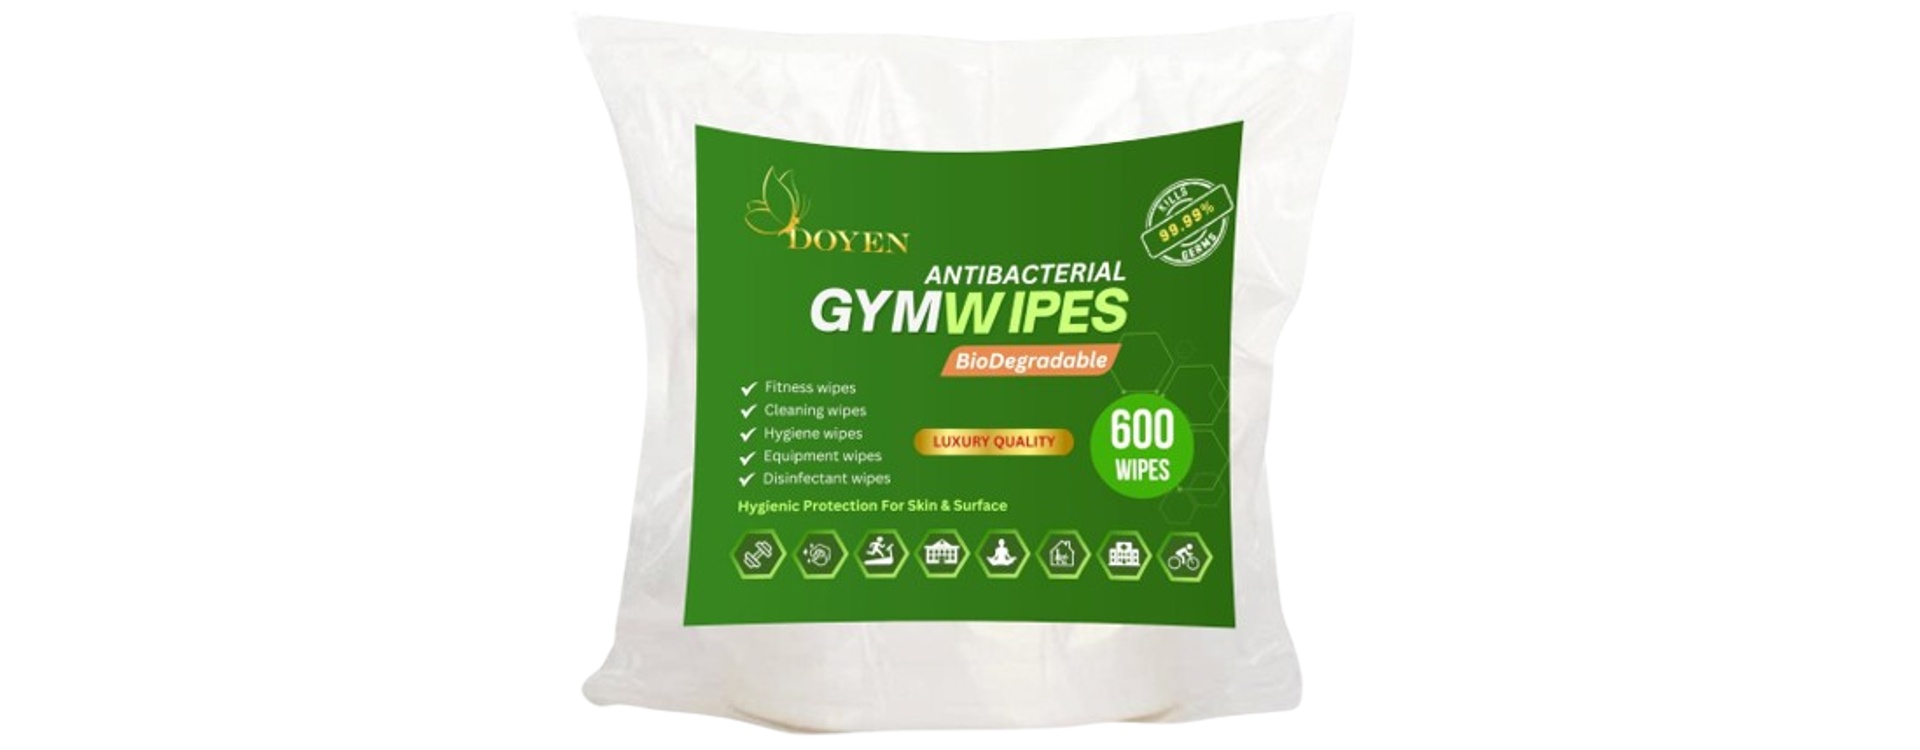 DOYEN
KILLS
99.99%
GERMS
ANTIBACTERIAL
GYMWIPES
BioDegradable
Fitness wipes
Cleaning wipes
Hygiene wipes
Equipment wipes
Disinfectant wipes
LUXURY QUALITY
600
WIPES
Hygienic Protection For Skin & Surface